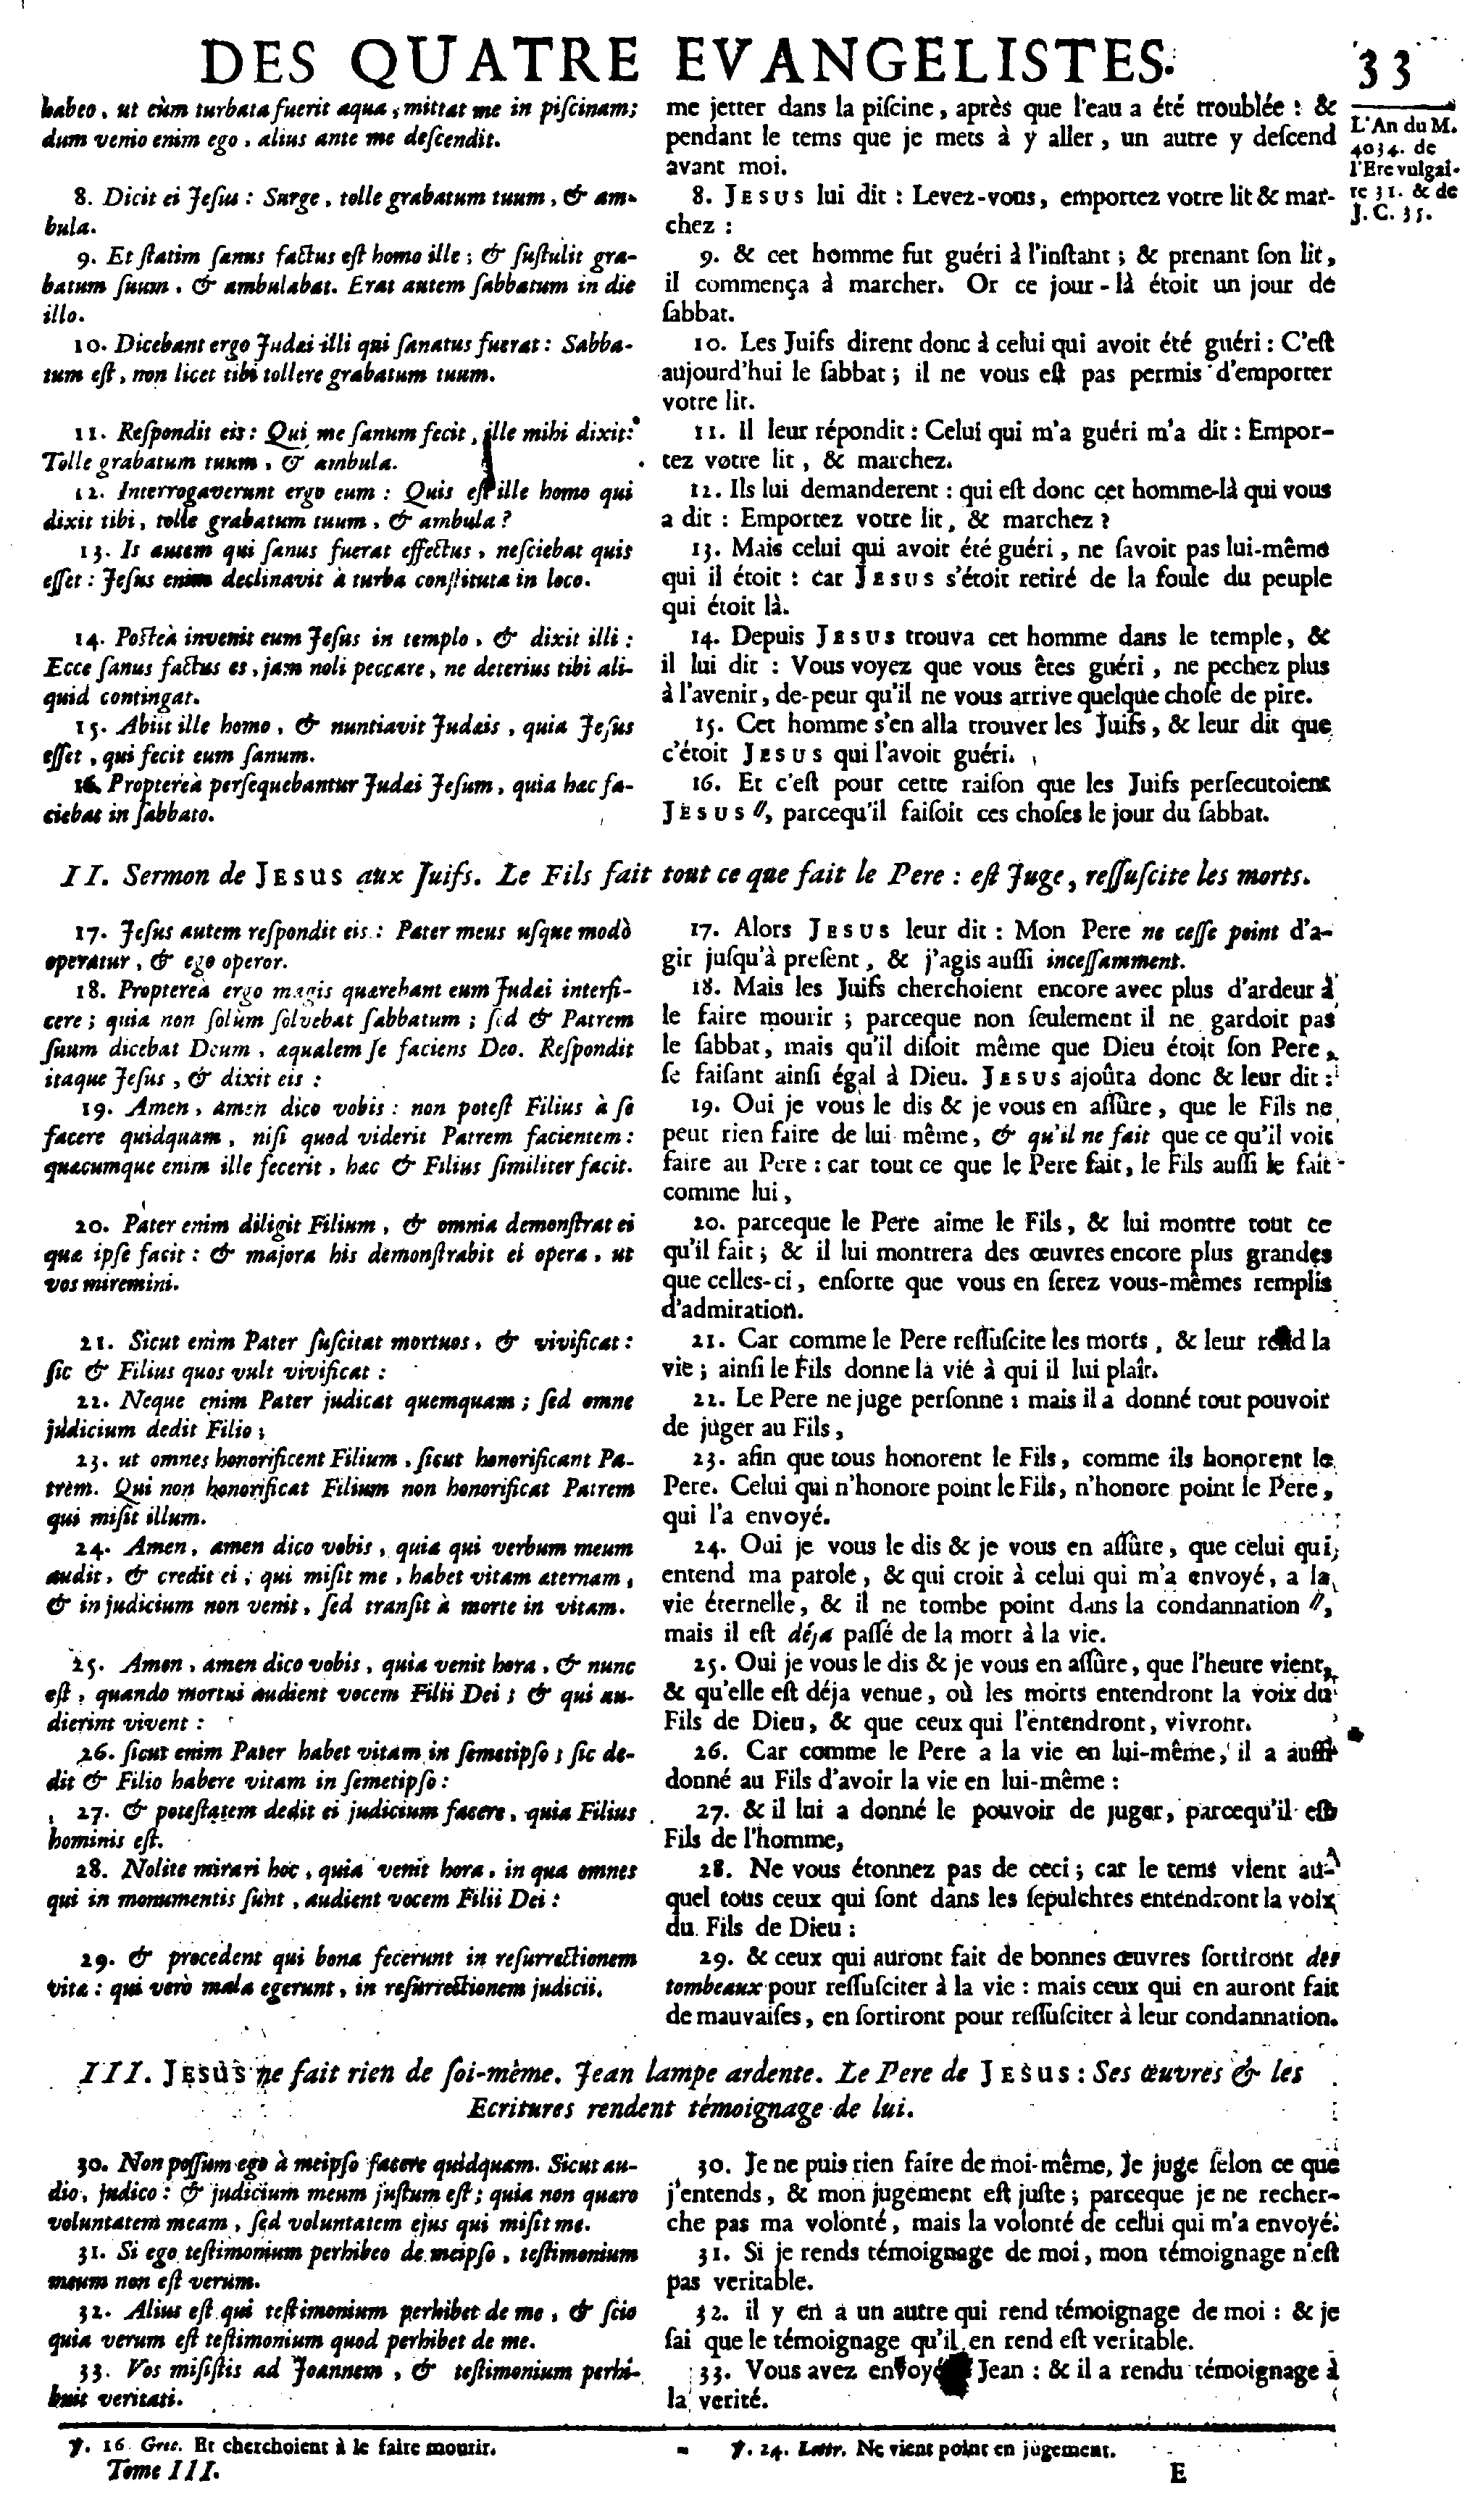 DES QUATRE EVANGELISTES.
33
L'An du M.
4034. de
l'Ere vulgai-
re 31. & de
J. C. 35.
habeo, ut cùm turbata fuerit aqua, mittat me in piſcinam;
dum venio enim ego, alius ante me deſcendit.
8. Dicit ei Jeſus : Surge, tolle grabatum tuum, & am-
bula.
9. Et ſtatim ſanus factus eſt homo ille ; & ſuſtulit gra-
batum ſuum, & ambulabat. Erat autem ſabbatum in die
illo.
10. Dicebant ergo Judæi illi qui ſanatus fuerat : Sabba-
tum eſt, non licet tibi tollere grabatum tuum.
11. Reſpondit eis : Qui me ſanum fecit, ille mihi dixit :
Tolle grabatum tuum, & ambula.
12. Interrogaverunt ergo eum : Quis eſt ille homo qui
dixit tibi, tolle grabatum tuum, & ambula ?
13. Is autem qui ſanus fuerat effectus, neſciebat quis
eſſet : Jeſus enim declinavit à turba conſtituta in loco.
14. Poſteà invenit eum Jeſus in templo, & dixit illi :
Ecce ſanus factus es, jam noli peccare, ne deterius tibi ali-
quid contingat.
15. Abiit ille homo, & nuntiavit Judæis, quia Jeſus
eſſet, qui fecit eum ſanum.
16. Proptereà perſequebantur Judæi Jeſum, quia hæc fa-
ciebat in ſabbato.
me jetter dans la piſcine, après que l'eau a été troublée : &
pendant le tems que je mets à y aller, un autre y deſcend
avant moi.
8. JESUS lui dit : Levez-vous, emportez votre lit & mar-
chez :
9. & cet homme fut guéri à l'inſtant ; & prenant ſon lit,
il commença à marcher. Or ce jour-là étoit un jour de
ſabbat.
10. Les Juifs dirent donc à celui qui avoit été guéri : C'eſt
aujourd'hui le ſabbat ; il ne vous eſt pas permis d'emporter
votre lit.
11. Il leur répondit : Celui qui m'a guéri m'a dit : Empor-
tez votre lit, & marchez.
12. Ils lui demanderent : qui eſt donc cet homme-là qui vous
a dit : Emportez votre lit, & marchez ?
13. Mais celui qui avoit été guéri, ne ſavoit pas lui-même
qui il étoit : car JESUS s'étoit retiré de la foule du peuple
qui étoit là.
14. Depuis JESUS trouva cet homme dans le temple, &
il lui dit : Vous voyez que vous êtes guéri, ne pechez plus
à l'avenir, de-peur qu'il ne vous arrive quelque choſe de pire.
15. Cet homme s'en alla trouver les Juifs, & leur dit que
c'étoit JESUS qui l'avoit guéri.
16. Et c'eſt pour cette raiſon que les Juifs perſecutoient
JESUS //, parcequ'il faiſoit ces choſes le jour du ſabbat.
II. Sermon de JESUS aux Juifs. Le Fils fait tout ce que fait le Pere : eſt Juge, reſſuſcite les morts.
17. Jeſus autem reſpondit eis : Pater meus uſque modò
operatur, & ego operor.
18. Propterea ergo magis quærebant eum Judæi interfi-
cere ; quia non ſolùm ſolvebat ſabbatum ; ſed & Patrem
ſuum dicebat Deum, æqualem ſe faciens Deo. Reſpondit
itaque Jeſus, & dixit eis :
19. Amen, amen dico vobis : non poteſt Filius à ſe
facere quidquam, niſi quod viderit Patrem facientem :
quæcumque enim ille fecerit, hæc & Filius ſimiliter facit.
20. Pater enim diligit Filium, & omnia demonſtrat ei
quæ ipſe facit : & majora his demonſtrabit ei opera, ut
vos miremini.
21. Sicut enim Pater ſuſcitat mortuos, & vivificat :
ſic & Filius quos vult vivificat :
22. Neque enim Pater judicat quemquam ; ſed omne
judicium dedit Filio ;
23. ut omnes honorificent Filium, ſicut honorificant Pa-
trem. Qui non honorificat Filium non honorificat Patrem
qui miſit illum.
24. Amen, amen dico vobis, quia qui verbum meum
audit, & credit ei, qui miſit me, habet vitam æternam,
& in judicium non venit, ſed tranſit à morte in vitam.
25. Amen, amen dico vobis, quia venit hora, & nunc
eſt, quando mortui audient vocem Filii Dei ; & qui au-
dierint vivent :
26. ſicut enim Pater habet vitam in ſemetipſo ; ſic de-
dit & Filio habere vitam in ſemetipſo :
27. & poteſtatem dedit ei judicium facere, quia Filius
hominis eſt.
28. Nolite mirari hoc, quia venit hora, in qua omnes
qui in monumentis ſunt, audient vocem Filii Dei :
29. & procedent qui bona fecerunt in reſurrectionem
vitæ : qui verò mala egerunt, in reſurrectionem judicii.
17. Alors JESUS leur dit : Mon Pere ne ceſſe point d'a-
gir juſqu'à preſent, & j'agis auſſi inceſſamment.
18. Mais les Juifs cherchoient encore avec plus d'ardeur à
le faire mourir ; parceque non ſeulement il ne gardoit pas
le ſabbat, mais qu'il diſoit même que Dieu étoit ſon Pere,
ſe faiſant ainſi égal à Dieu. JESUS ajoûta donc & leur dit :
19. Oui je vous le dis & je vous en aſſûre, que le Fils ne
peut rien faire de lui même, & qu'il ne fait que ce qu'il voit
faire au Pere : car tout ce que le Pere fait, le Fils auſſi le fait
comme lui,
20. parceque le Pere aime le Fils, & lui montre tout ce
qu'il fait ; & il lui montrera des œuvres encore plus grandes
que celles-ci, enſorte que vous en ſerez vous-mêmes remplis
d'admiration.
21. Car comme le Pere reſſuſcite les morts, & leur rend la
vie ; ainſi le Fils donne la vie à qui il lui plaît.
22. Le Pere ne juge perſonne : mais il a donné tout pouvoir
de juger au Fils,
23. afin que tous honorent le Fils, comme ils honorent le
Pere. Celui qui n'honore point le Fils, n'honore point le Pere,
qui l'a envoyé.
24. Oui je vous le dis & je vous en aſſûre, que celui qui
entend ma parole, & qui croit à celui qui m'a envoyé, a la
vie éternelle, & il ne tombe point dans la condannation //,
mais il eſt déja paſſé de la mort à la vie.
25. Oui je vous le dis & je vous en aſſûre, que l'heure vient,
& qu'elle eſt déja venue, où les morts entendront la voix du
Fils de Dieu, & que ceux qui l'entendront, vivront.
26. Car comme le Pere a la vie en lui-même, il a auſſi
donné au Fils d'avoir la vie en lui-même :
27. & il lui a donné le pouvoir de juger, parcequ'il eſt
Fils de l'homme,
28. Ne vous étonnez pas de ceci ; car le tems vient au-
quel tous ceux qui ſont dans les ſepulchres entendront la voix
du Fils de Dieu :
29. & ceux qui auront fait de bonnes œuvres ſortiront des
tombeaux pour reſſuſciter à la vie : mais ceux qui en auront fait
de mauvaiſes, en ſortiront pour reſſuſciter à leur condannation.
III. JESUS ne fait rien de ſoi-même. Jean lampe ardente. Le Pere de JESUS : Ses œuvres & les
Ecritures rendent témoignage de lui.
30. Non poſſum ego à meipſo facere quidquam. Sicut au-
dio, judico : & judicium meum juſtum eſt ; quia non quæro
voluntatem meam, ſed voluntatem ejus qui miſit me.
31. Si ego teſtimonium perhibeo de meipſo, teſtimonium
meum non eſt verum.
32. Alius eſt qui teſtimonium perhibet de me, & ſcio
quia verum eſt teſtimonium quod perhibet de me.
33. Vos miſiſtis ad Joannem, & teſtimonium perhi-
buit veritati.
30. Je ne puis rien faire de moi-même, Je juge ſelon ce que
j'entends, & mon jugement eſt juſte ; parceque je ne recher-
che pas ma volonté, mais la volonté de celui qui m'a envoyé.
31. Si je rends témoignage de moi, mon témoignage n'eſt
pas veritable.
32. il y en a un autre qui rend témoignage de moi : & je
ſai que le témoignage qu'il en rend eſt veritable.
33. Vous avez envoyé Jean : & il a rendu témoignage à
la verité.
℣. 16 Grec. Et cherchoient à le faire mourir.
℣. 24. Lettr. Ne vient point en jugement.
Tome III.
E